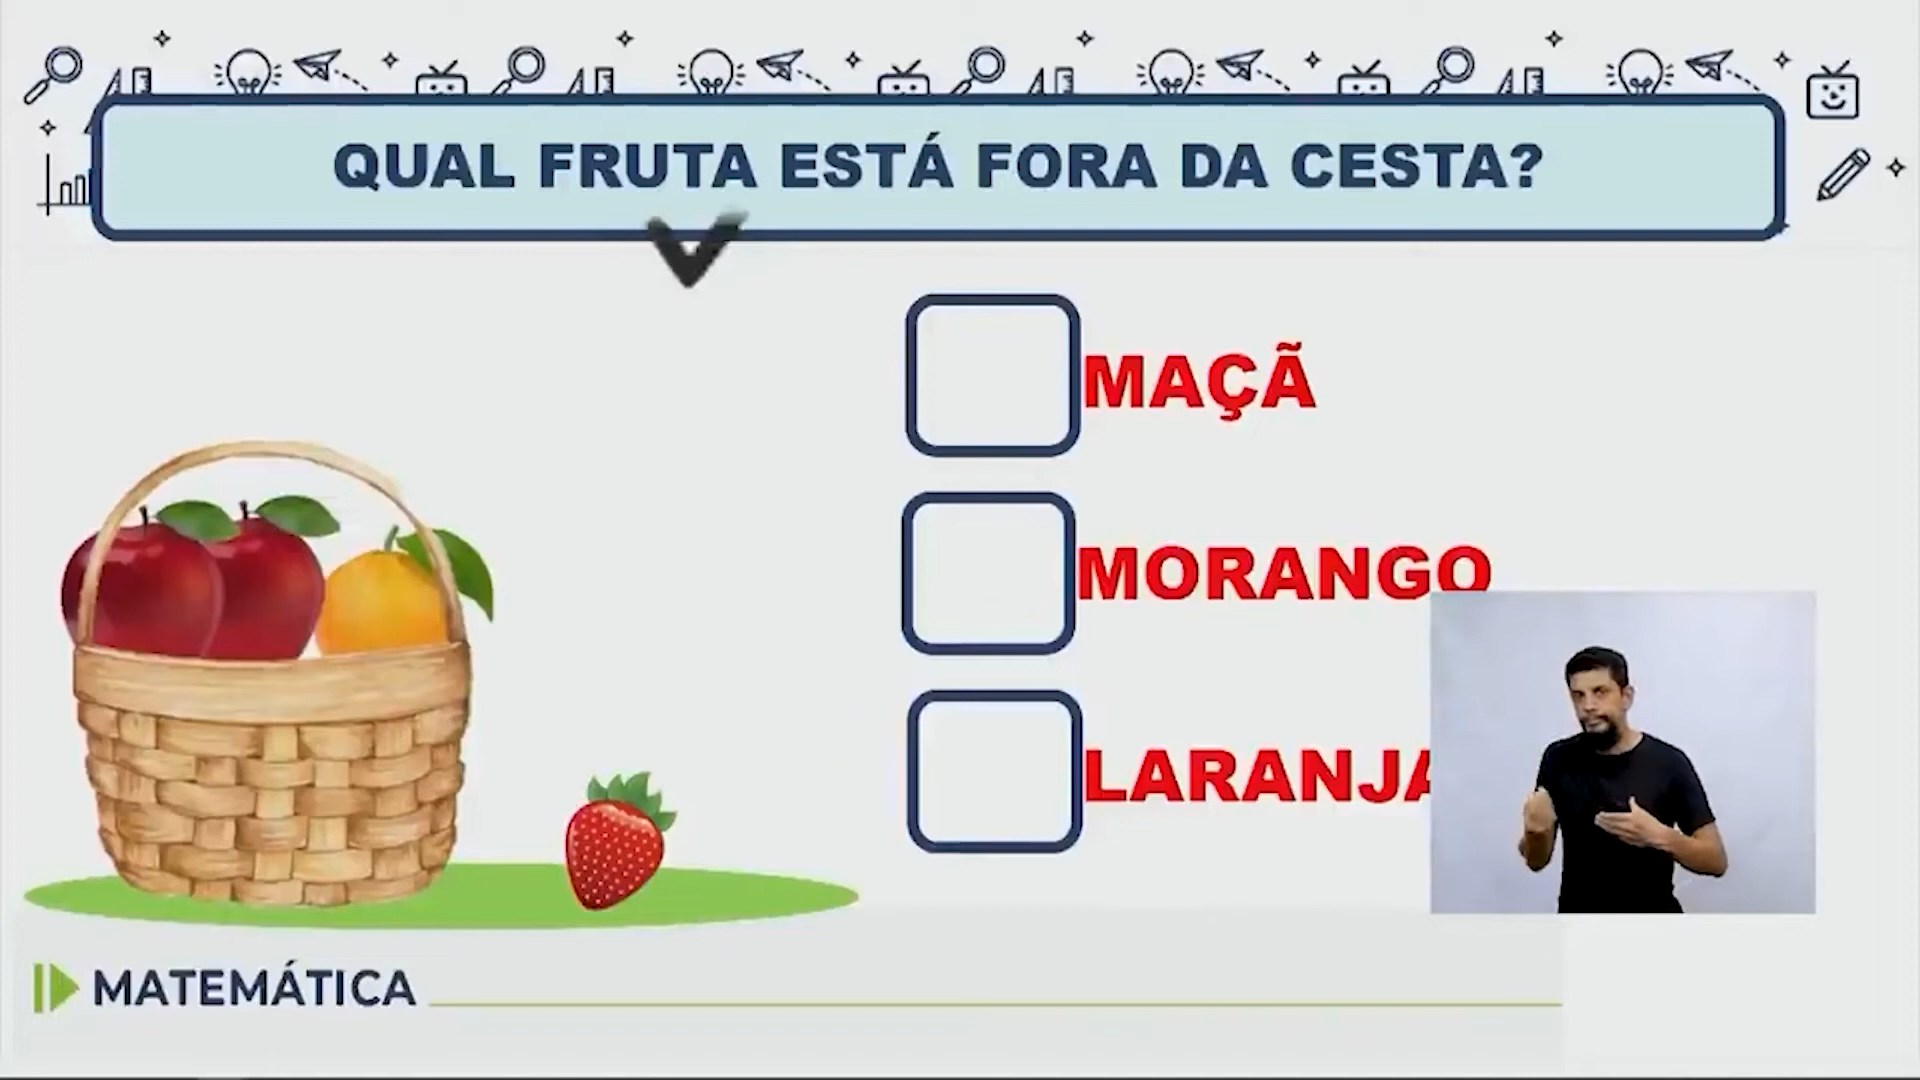 QUAL FRUTA ESTÁ FORA DA CESTA?
MAÇÃ
MORANGO
LARANJA
MATEMÁTICA